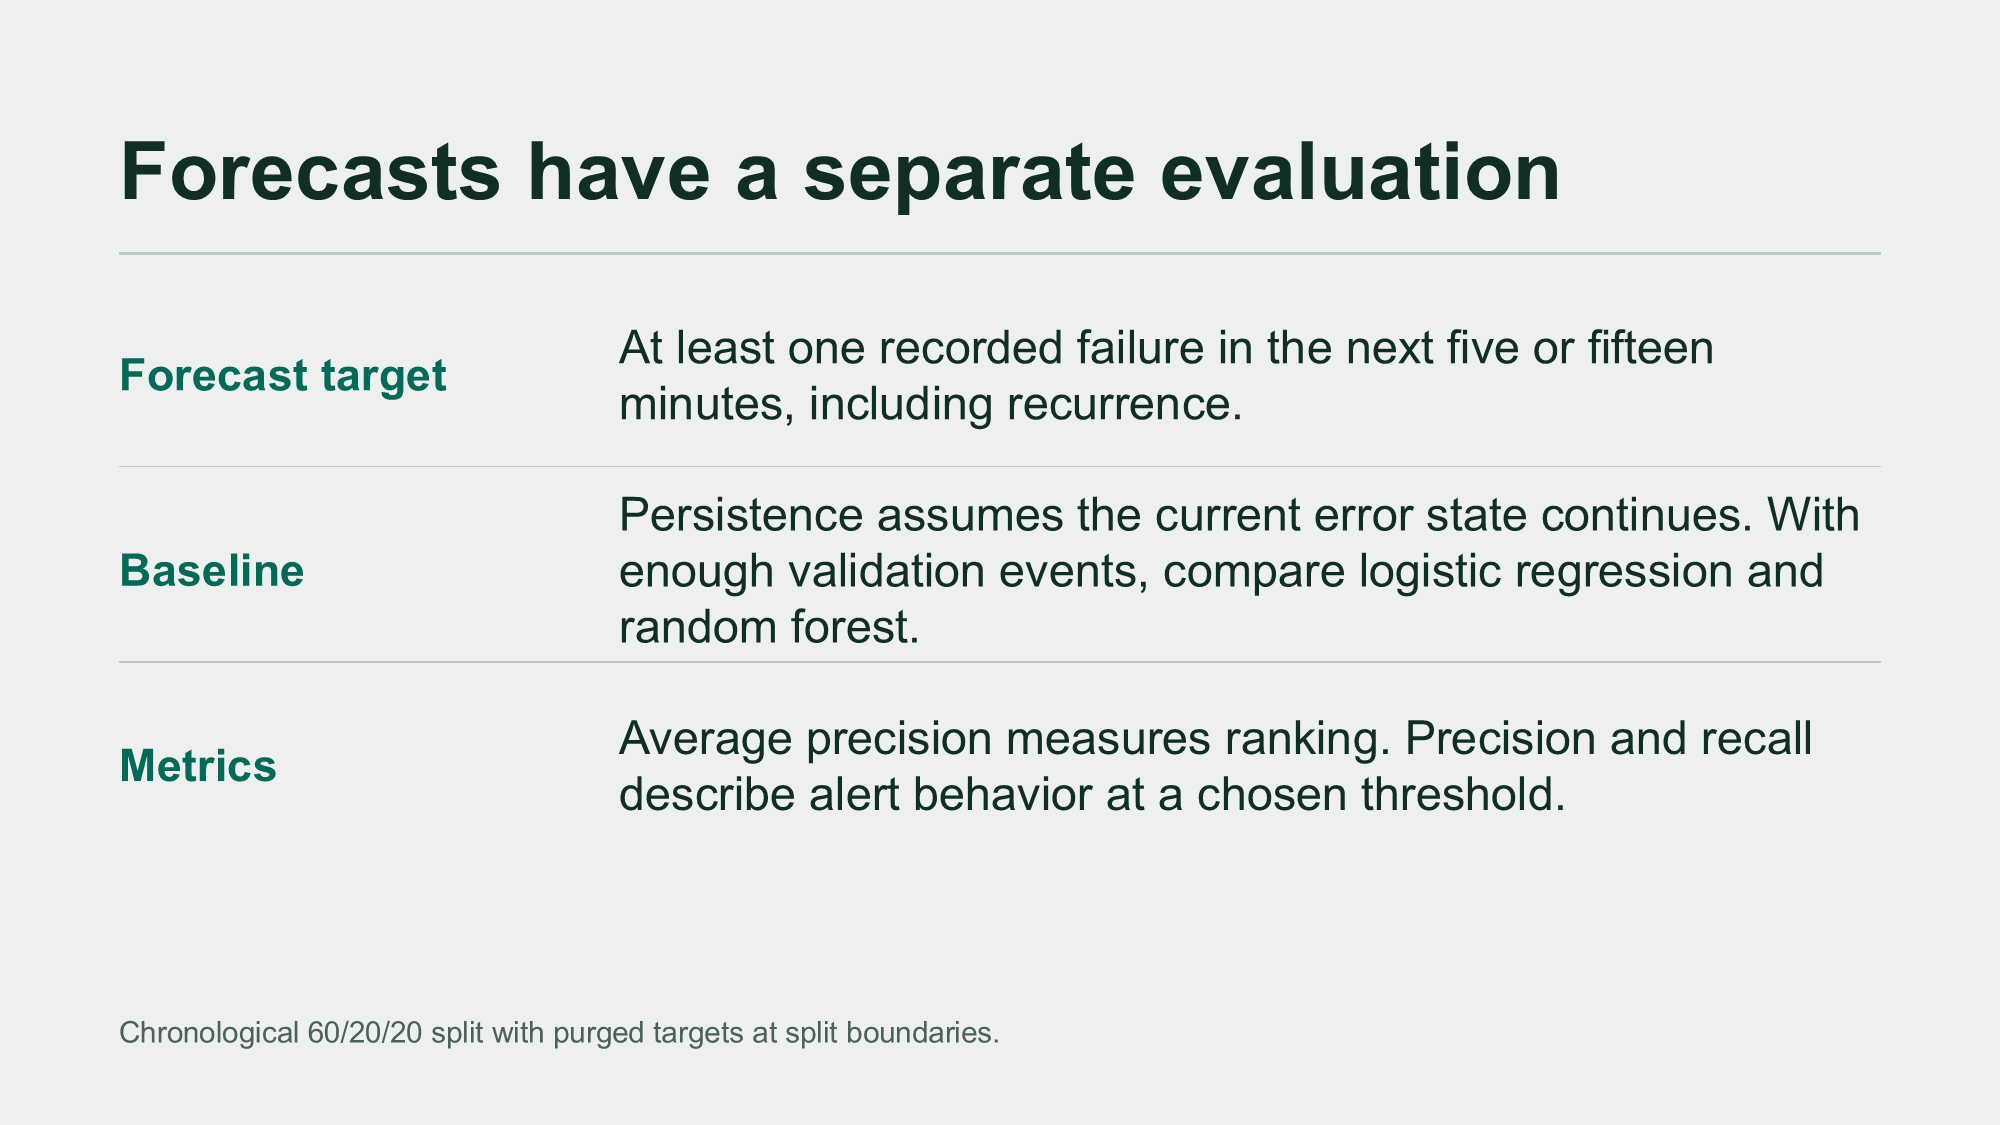 Forecasts have a separate evaluation
Forecast target
At least one recorded failure in the next five or fifteen
minutes, including recurrence.
Baseline
Persistence assumes the current error state continues. With
enough validation events, compare logistic regression and
random forest.
Metrics
Average precision measures ranking. Precision and recall
describe alert behavior at a chosen threshold.
Chronological 60/20/20 split with purged targets at split boundaries.